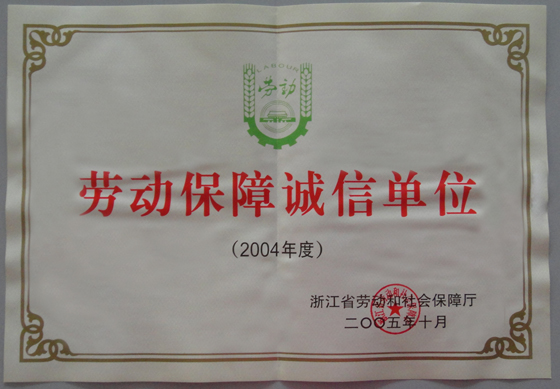 LABOUR
劳动
劳动保障诚信单位
（2004年度）
浙江省劳动和社会保障厅
二〇〇五年十月